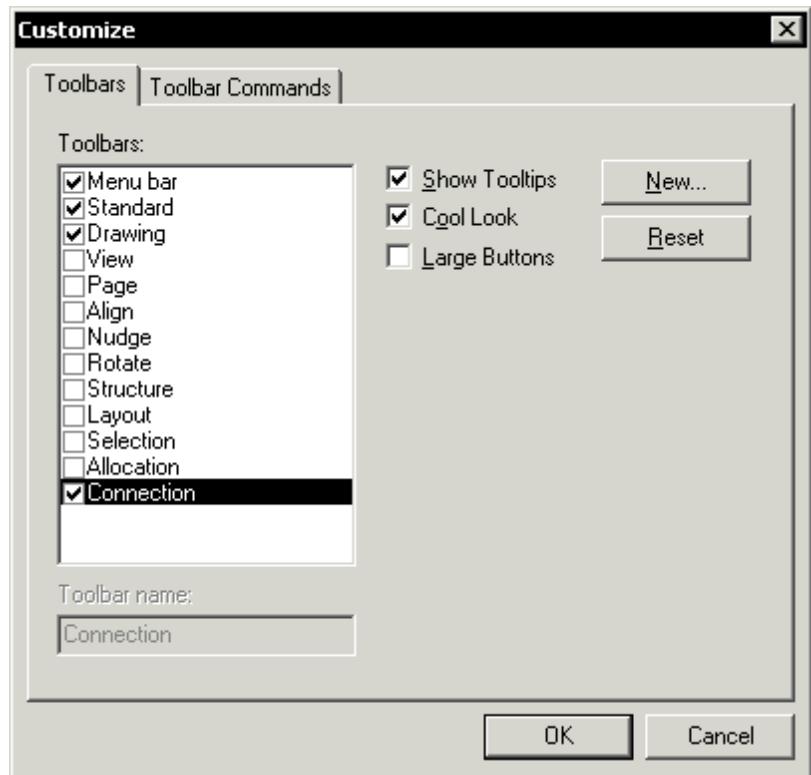 Customize
Toolbars
Toolbar Commands
Toolbars:
Menu bar
Standard
Drawing
View
Page
Align
Nudge
Rotate
Structure
Layout
Selection
Allocation
Connection
Show Tooltips
Cool Look
Large Buttons
New...
Reset
Toolbar name:
Connection
OK
Cancel